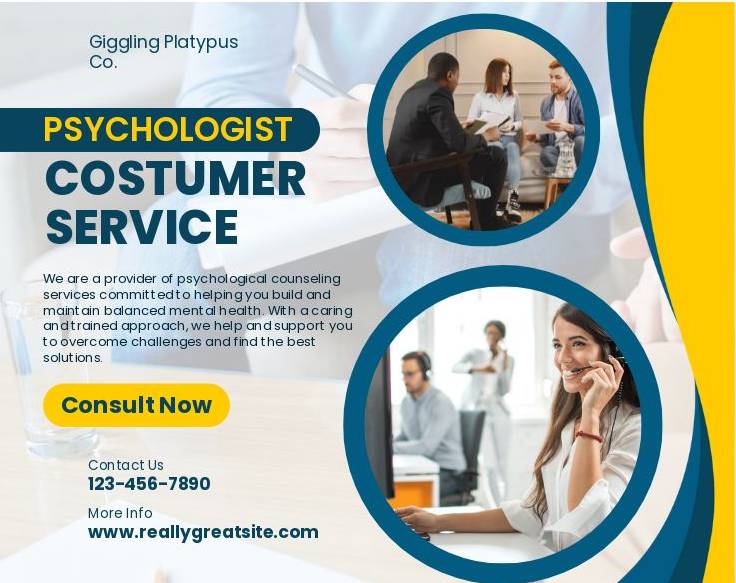 Giggling Platypus
Co.
PSYCHOLOGIST
COSTUMER
SERVICE
We are a provider of psychological counseling
services committed to helping you build and
maintain balanced mental health. With a caring
and trained approach, we help and support you
to overcome challenges and find the best
solutions.
Consult Now
Contact Us
123-456-7890
More Info
www.reallygreatsite.com